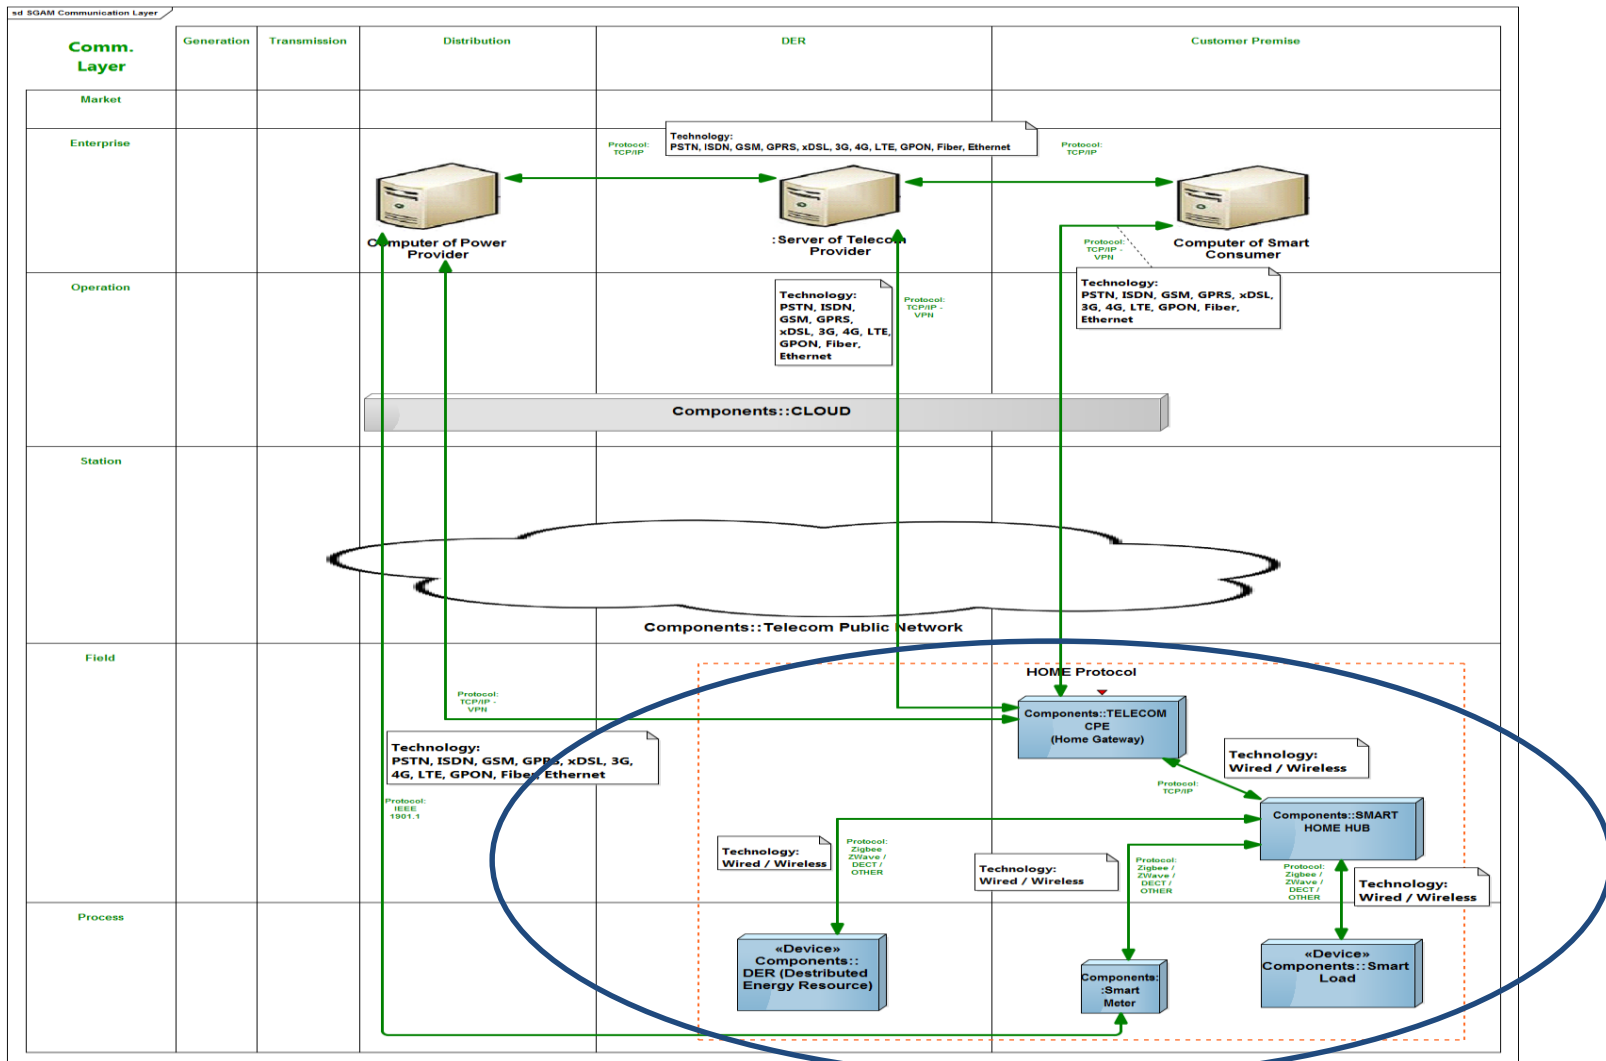 sd SGAM Communication Layer
Comm.
Layer
Generation
Transmission
Distribution
DER
Customer Premise
Market
Enterprise
Technology:
PSTN, ISDN, GSM, GPRS, xDSL, 3G, 4G, LTE, GPON, Fiber, Ethernet
Protocol:
TCP/IP
Protocol:
TCP/IP
Computer of Power
Provider
:Server of Telecom
Provider
Computer of Smart
Consumer
Protocol:
TCP/IP -
VPN
Operation
Technology:
PSTN, ISDN,
GSM, GPRS,
xDSL, 3G, 4G, LTE,
GPON, Fiber,
Ethernet
Protocol:
TCP/IP -
VPN
Technology:
PSTN, ISDN, GSM, GPRS, xDSL,
3G, 4G, LTE, GPON, Fiber,
Ethernet
Components::CLOUD
Station
Components::Telecom Public Network
Field
HOME Protocol
Protocol:
TCP/IP -
VPN
Components::TELECOM
CPE
(Home Gateway)
Technology:
PSTN, ISDN, GSM, GPRS, xDSL, 3G,
4G, LTE, GPON, Fiber, Ethernet
Technology:
Wired / Wireless
Protocol:
TCP/IP
Protocol:
IEEE
1901.1
Components::SMART
HOME HUB
Technology:
Wired / Wireless
Protocol:
Zigbee
ZWave /
DECT /
OTHER
Technology:
Wired / Wireless
Protocol:
Zigbee /
ZWave /
DECT /
OTHER
Protocol:
Zigbee /
ZWave /
DECT /
OTHER
Technology:
Wired / Wireless
Process
«Device»
Components::
DER (Destributed
Energy Resource)
Components:
:Smart
Meter
«Device»
Components::Smart
Load